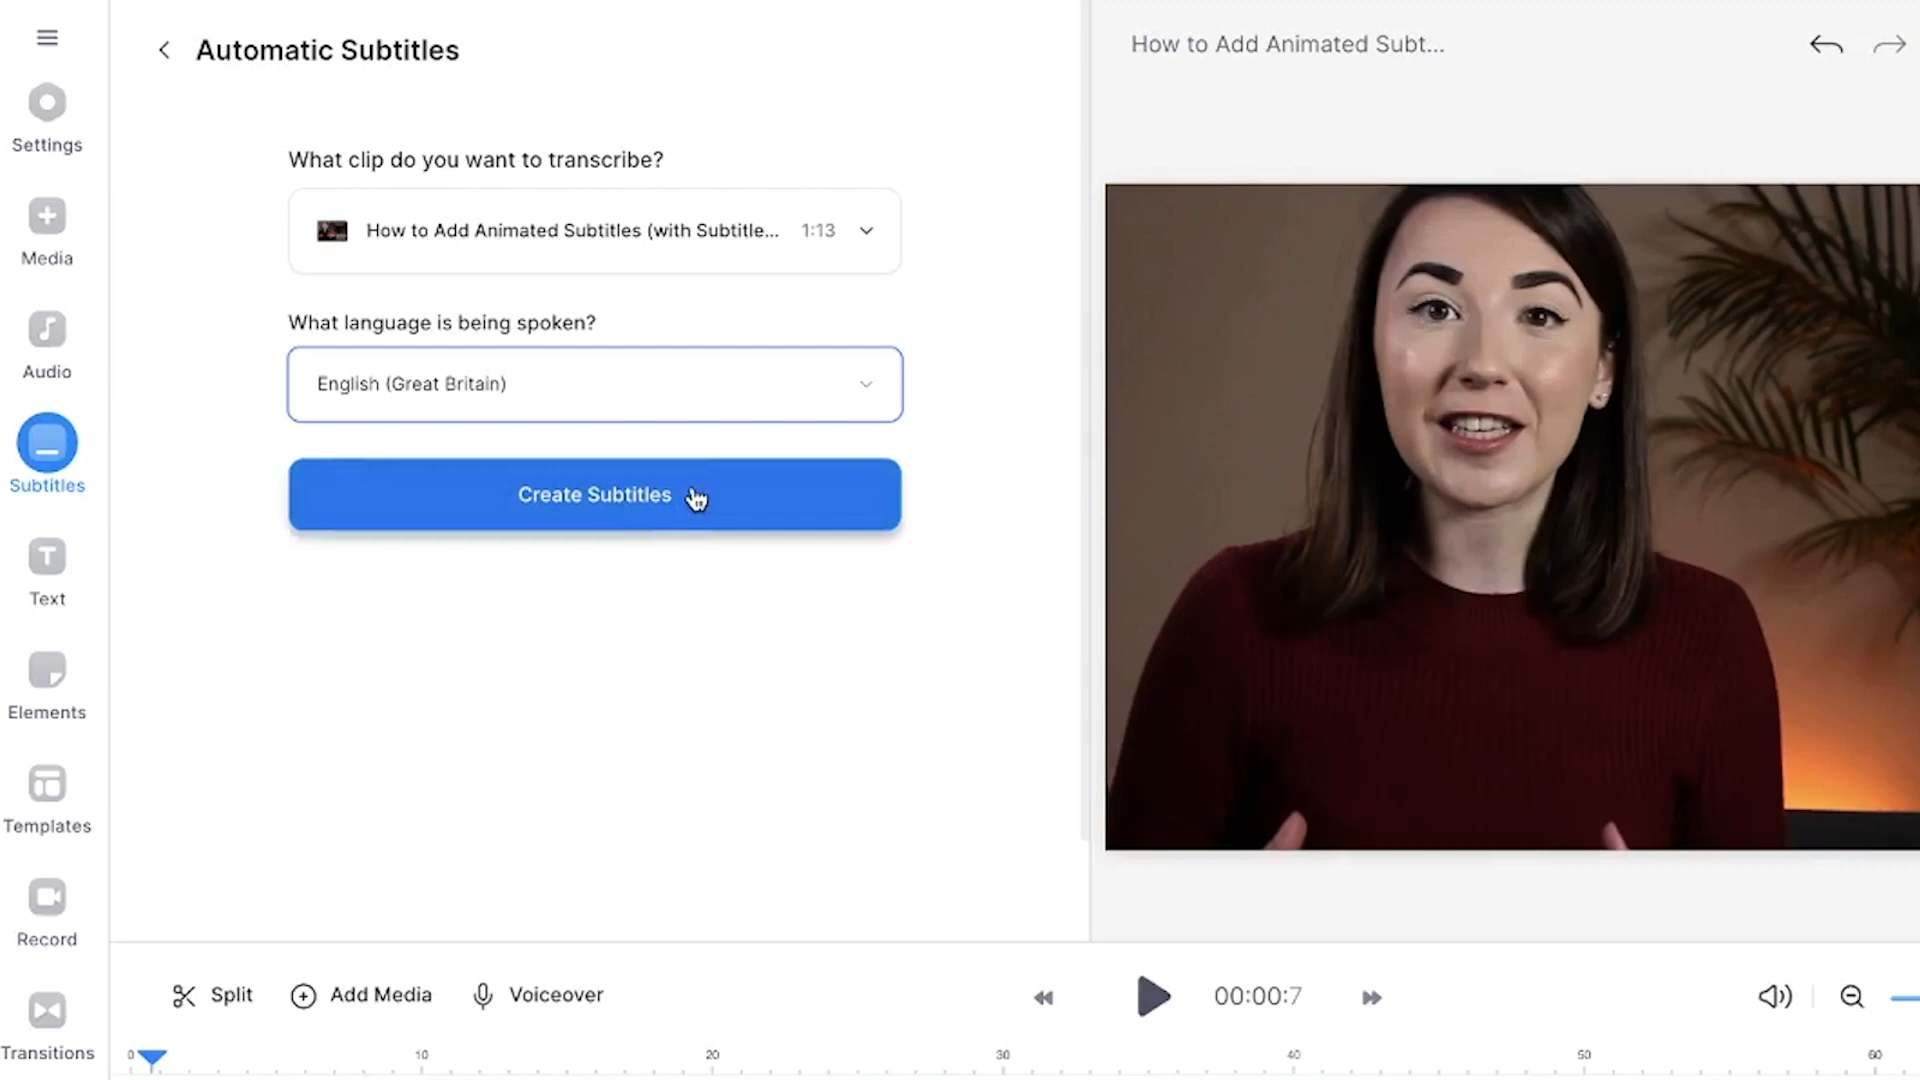 Automatic Subtitles
How to Add Animated Subt...
Settings
Media
Audio
Subtitles
Text
Elements
Templates
Record
Transitions
What clip do you want to transcribe?
How to Add Animated Subtitles (with Subtitle... 1:13
What language is being spoken?
English (Great Britain)
Create Subtitles
Split Add Media Voiceover 00:00:7
0 10 20 30 40 50 60